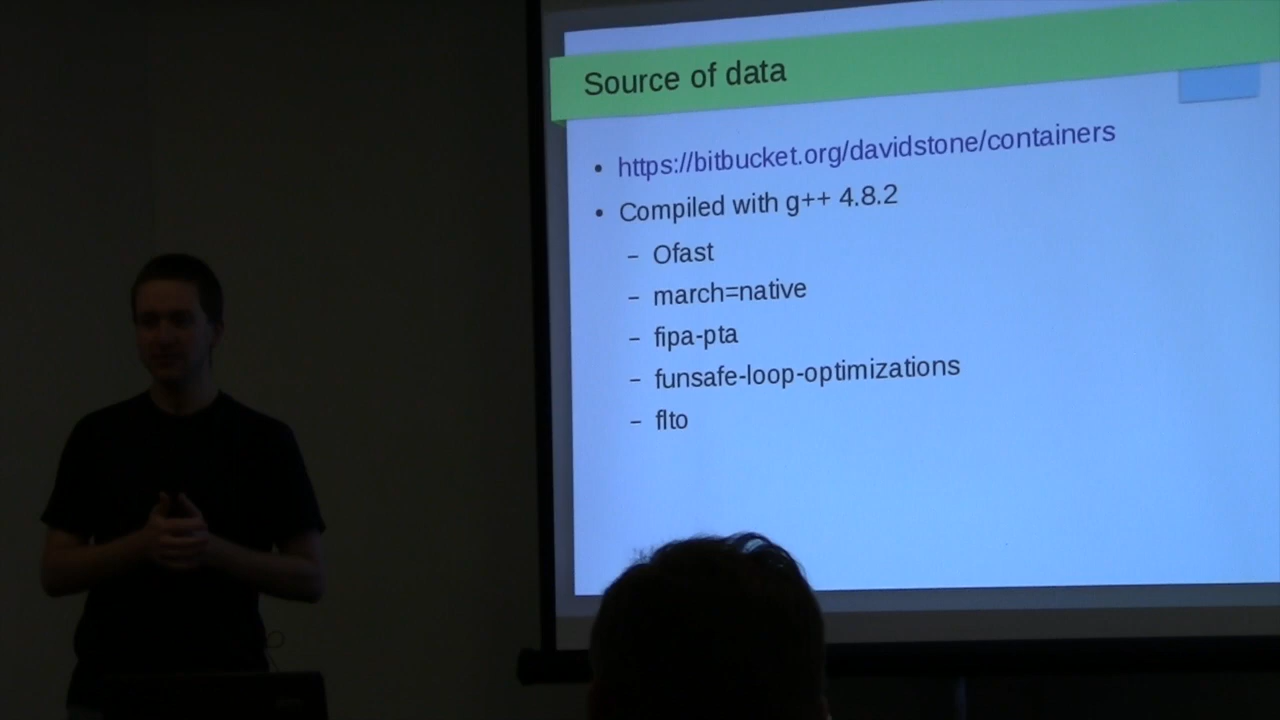 Source of data
• https://bitbucket.org/davidstone/containers
• Compiled with g++ 4.8.2
– Ofast
– march=native
– fipa-pta
– funsafe-loop-optimizations
– flto